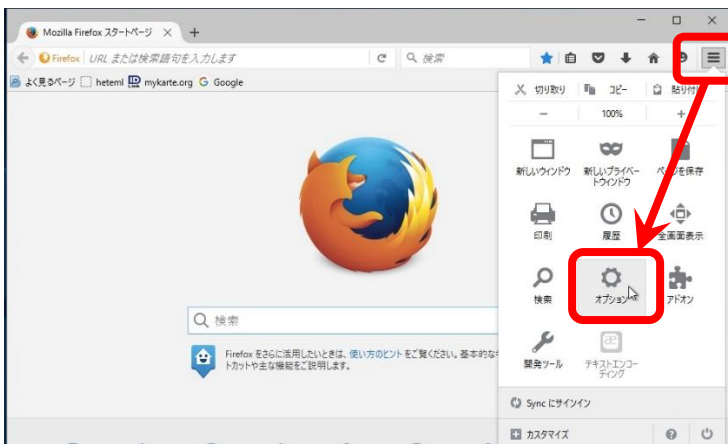 Mozilla Firefox スタートページ
Firefox URL または検索語句を入力します 検索
よく見るページ heteml mykarte.org Google
切り取り コピー 貼り付け
100%
新しいウィンドウ 新しいプライベートウィンドウ ページを保存
印刷 履歴 全画面表示
検索 オプション アドオン
開発ツール テキストエンコーディング
検索
Firefox をさらに活用したいときは、使い方のヒントをご覧ください。基本的な
トカットや主な機能をご説明します。
Sync にサインイン
カスタマイズ